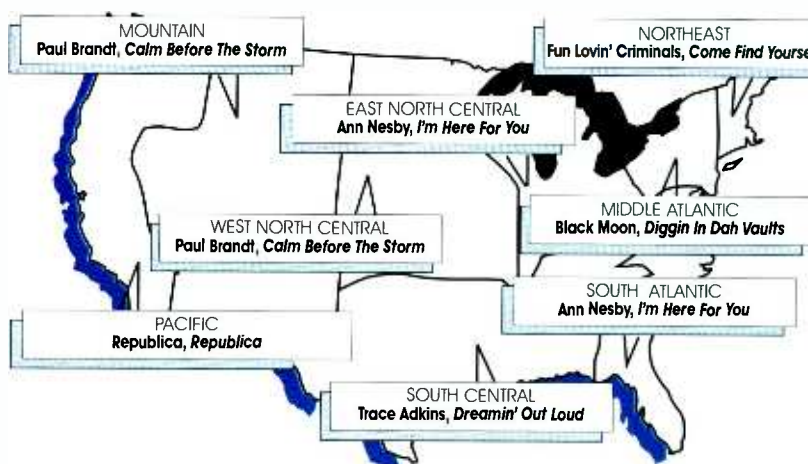 MOUNTAIN
Paul Brandt, Calm Before The Storm
NORTHEAST
Fun Lovin' Criminals, Come Find Yourse
EAST NORTH CENTRAL
Ann Nesby, I'm Here For You
MIDDLE ATLANTIC
Black Moon, Diggin In Dah Vaults
WEST NORTH CENTRAL
Paul Brandt, Calm Before The Storm
SOUTH ATLANTIC
Ann Nesby, I'm Here For You
PACIFIC
Republica, Republica
SOUTH CENTRAL
Trace Adkins, Dreamin' Out Loud